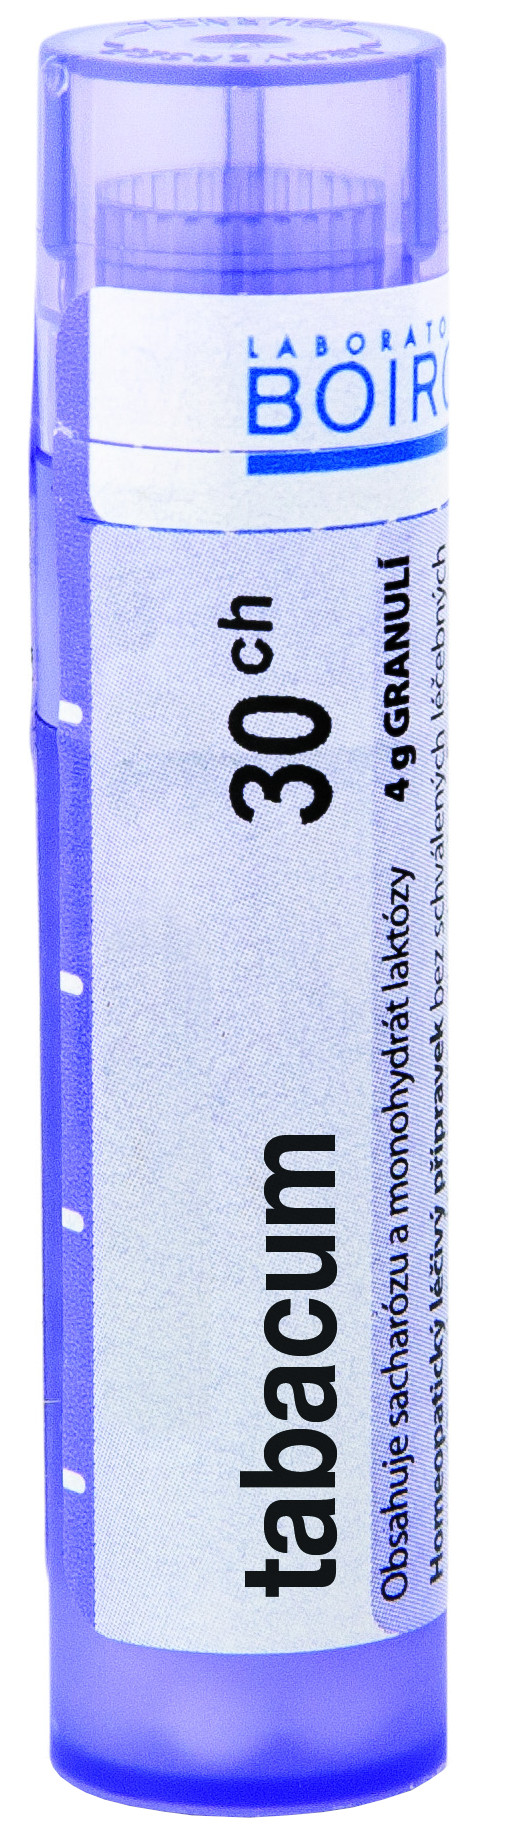 LABORATO
BOIRO
tabacum 30 ch
Obsahuje sacharózu a monohydrát laktózy 4 g GRANULÍ
Homeopatický léčivý přípravek bez schválených léčebných